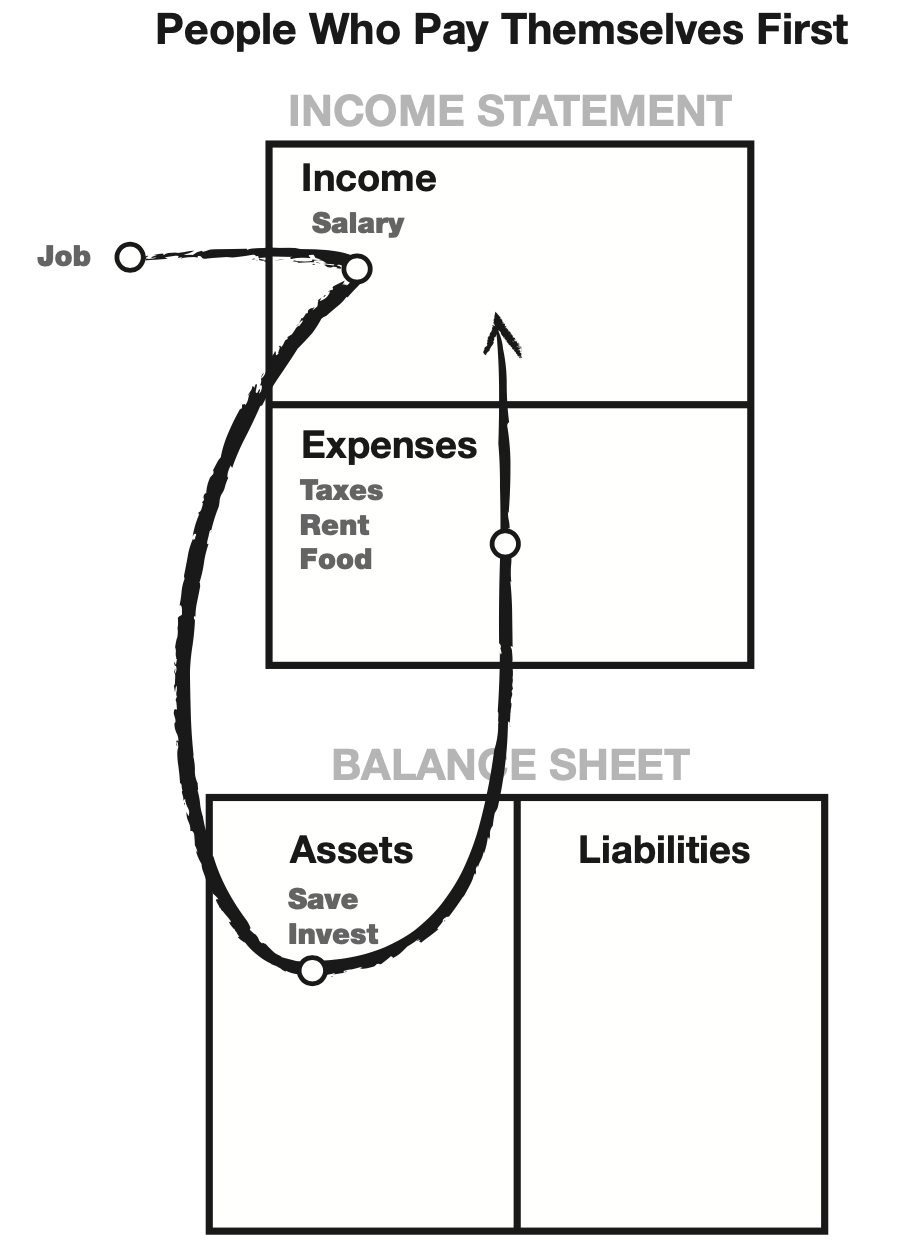 People Who Pay Themselves First
INCOME STATEMENT
Income
Salary
Job
Expenses
Taxes
Rent
Food
BALANCE SHEET
Assets
Liabilities
Save
Invest